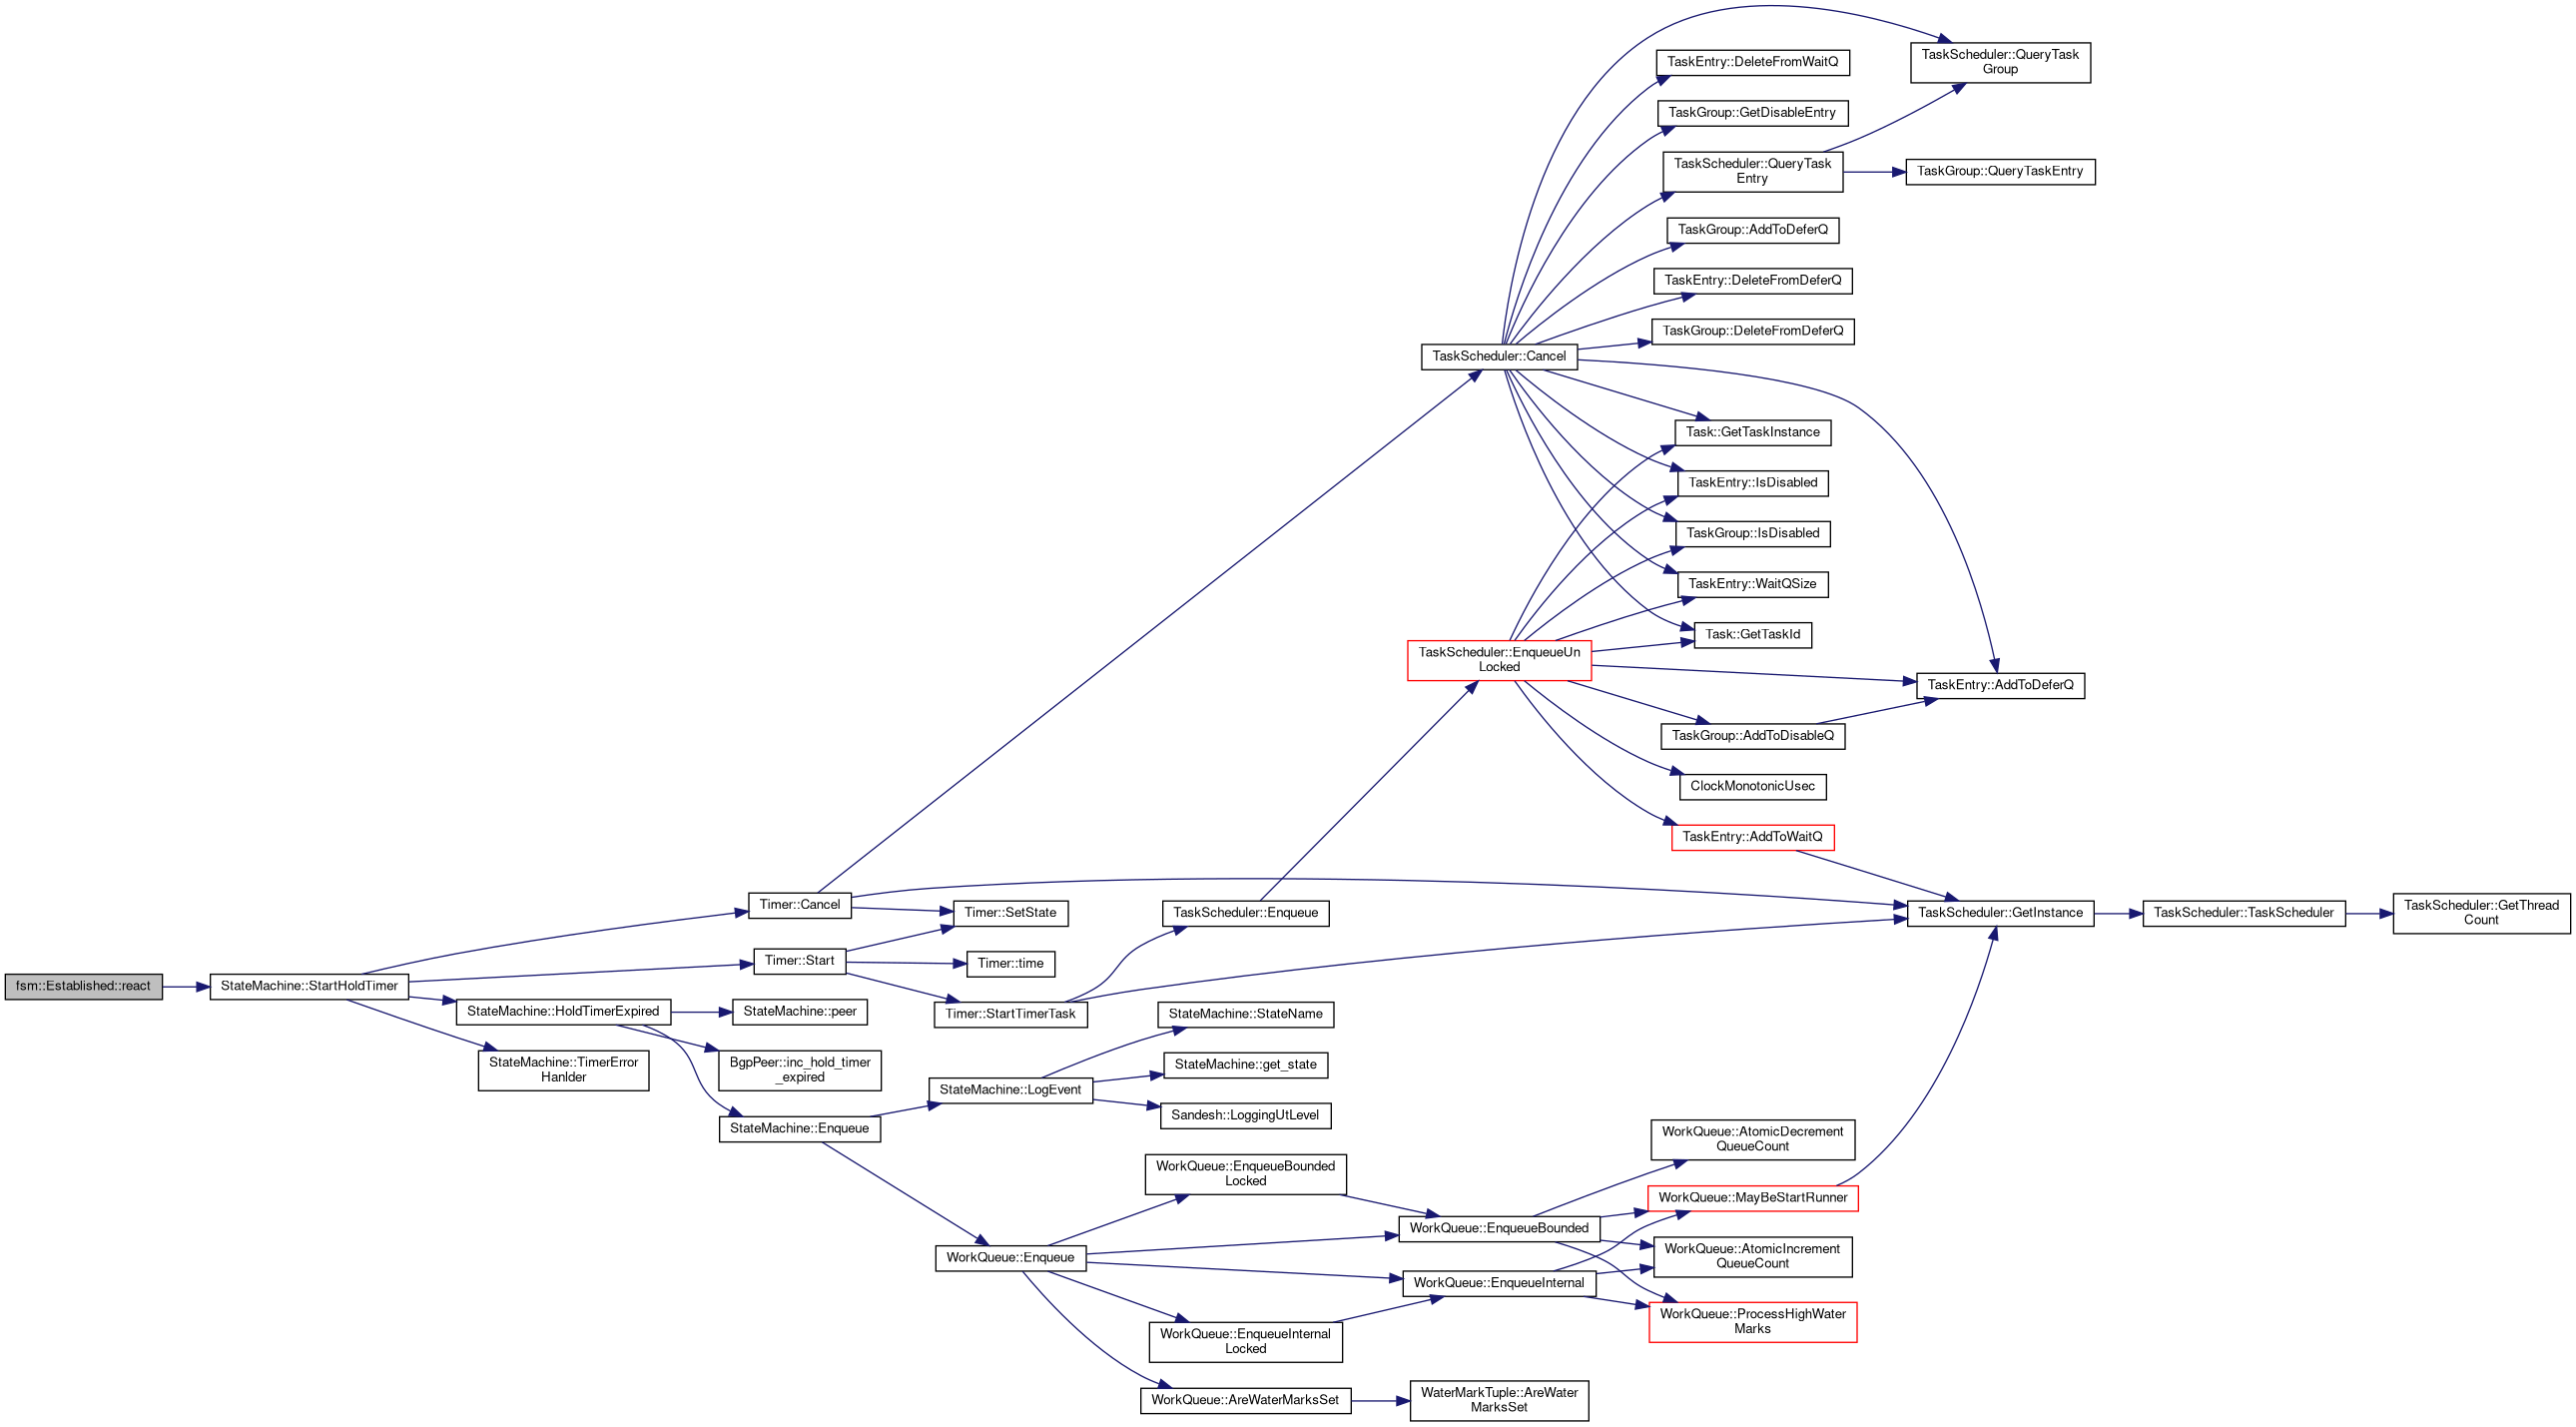 TaskScheduler::QueryTask
Group
TaskEntry::DeleteFromWaitQ
TaskGroup::GetDisableEntry
TaskScheduler::QueryTask
Entry
TaskGroup::QueryTaskEntry
TaskGroup::AddToDeferQ
TaskEntry::DeleteFromDeferQ
TaskGroup::DeleteFromDeferQ
TaskScheduler::Cancel
Task::GetTaskInstance
TaskEntry::IsDisabled
TaskGroup::IsDisabled
TaskEntry::WaitQSize
Task::GetTaskId
TaskScheduler::EnqueueUn
Locked
TaskEntry::AddToDeferQ
TaskGroup::AddToDisableQ
ClockMonotonicUsec
TaskEntry::AddToWaitQ
Timer::Cancel
Timer::SetState
TaskScheduler::Enqueue
TaskScheduler::GetInstance
TaskScheduler::TaskScheduler
TaskScheduler::GetThread
Count
Timer::Start
Timer::time
fsm::Established::react
StateMachine::StartHoldTimer
StateMachine::HoldTimerExpired
StateMachine::peer
Timer::StartTimerTask
StateMachine::StateName
StateMachine::TimerError
Hanlder
BgpPeer::inc_hold_timer
_expired
StateMachine::get_state
StateMachine::LogEvent
Sandesh::LoggingUtLevel
StateMachine::Enqueue
WorkQueue::AtomicDecrement
QueueCount
WorkQueue::EnqueueBounded
Locked
WorkQueue::MayBeStartRunner
WorkQueue::EnqueueBounded
WorkQueue::Enqueue
WorkQueue::AtomicIncrement
QueueCount
WorkQueue::EnqueueInternal
WorkQueue::ProcessHighWater
Marks
WorkQueue::EnqueueInternal
Locked
WorkQueue::AreWaterMarksSet
WaterMarkTuple::AreWater
MarksSet